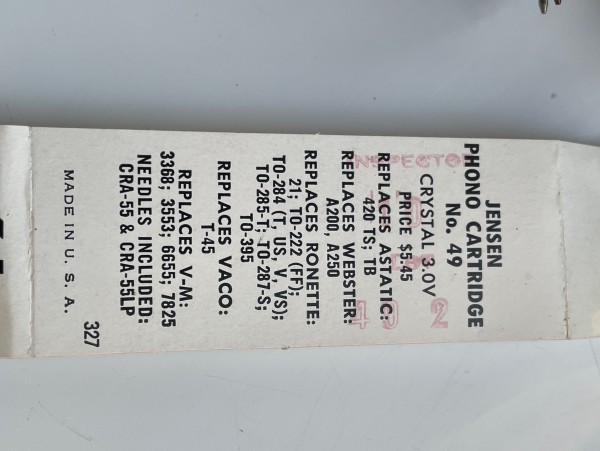 JENSEN
PHONO CARTRIDGE
No. 49
CRYSTAL 3.0V
PRICE $5.45
REPLACES ASTATIC:
420 TS; TB
REPLACES WEBSTER:
A200, A250
REPLACES RONETTE:
21; TO-222 (FF);
TO-284 (T, US, V, VS);
TO-285-T; TO-287-S;
TO-395
REPLACES VACO:
T-45
REPLACES V-M:
3368; 3553; 6655; 7825
NEEDLES INCLUDED:
CRA-55 & CRA-55LP
MADE IN U. S. A.
327